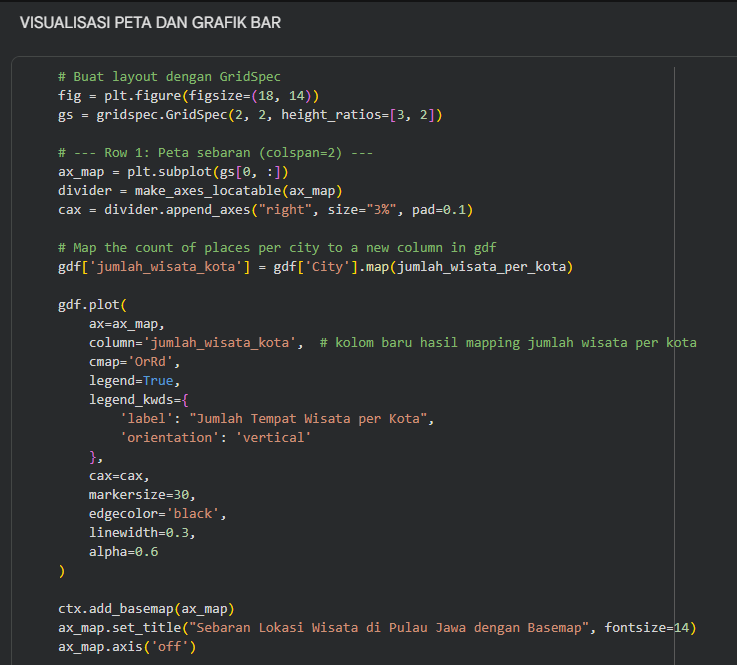 VISUALISASI PETA DAN GRAFIK BAR
# Buat layout dengan GridSpec
fig = plt.figure(figsize=(18, 14))
gs = gridspec.GridSpec(2, 2, height_ratios=[3, 2])
# --- Row 1: Peta sebaran (colspan=2) ---
ax_map = plt.subplot(gs[0, :])
divider = make_axes_locatable(ax_map)
cax = divider.append_axes("right", size="3%", pad=0.1)
# Map the count of places per city to a new column in gdf
gdf['jumlah_wisata_kota'] = gdf['City'].map(jumlah_wisata_per_kota)
gdf.plot(
    ax=ax_map,
    column='jumlah_wisata_kota',  # kolom baru hasil mapping jumlah wisata per kota
    cmap='OrRd',
    legend=True,
    legend_kwds={
        'label': "Jumlah Tempat Wisata per Kota",
        'orientation': 'vertical'
    },
    cax=cax,
    markersize=30,
    edgecolor='black',
    linewidth=0.3,
    alpha=0.6
)
ctx.add_basemap(ax_map)
ax_map.set_title("Sebaran Lokasi Wisata di Pulau Jawa dengan Basemap", fontsize=14)
ax_map.axis('off')